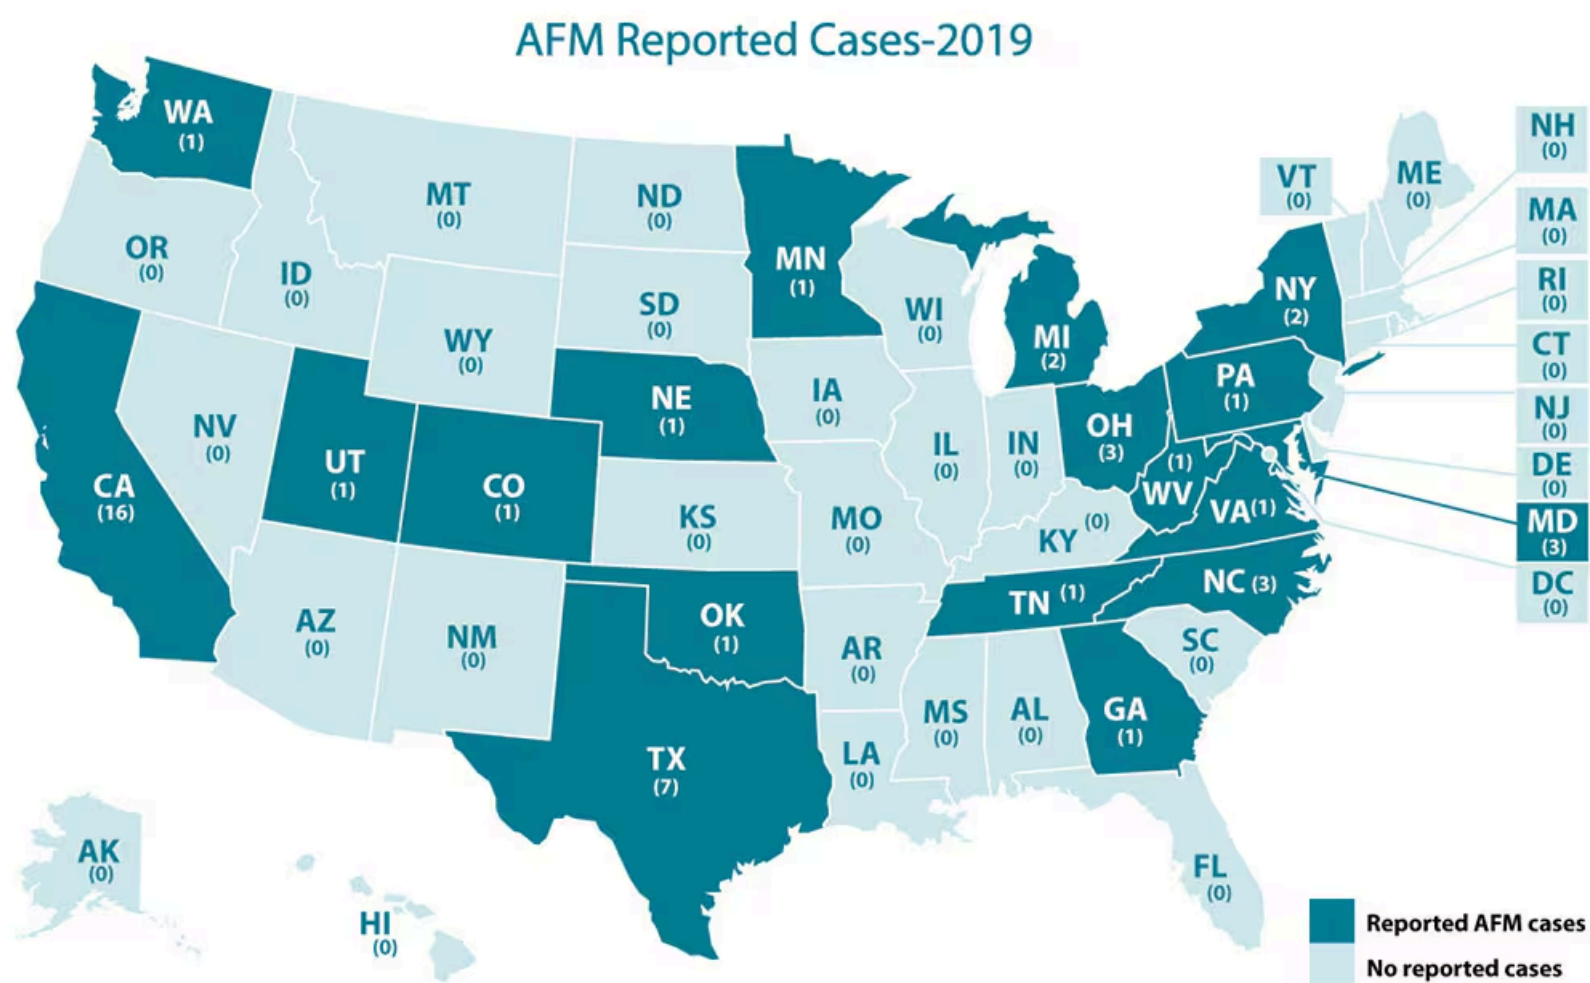 AFM Reported Cases-2019
WA
(1)
OR
(0)
CA
(16)
NV
(0)
ID
(0)
MT
(0)
WY
(0)
UT
(1)
CO
(1)
AZ
(0)
NM
(0)
ND
(0)
SD
(0)
NE
(1)
KS
(0)
OK
(1)
TX
(7)
MN
(1)
IA
(0)
MO
(0)
AR
(0)
LA
(0)
WI
(0)
IL
(0)
MI
(2)
IN
(0)
OH
(3)
KY (0)
TN (1)
MS
(0)
AL
(0)
GA
(1)
FL
(0)
SC
(0)
NC (3)
VA(1)
(1)
WV
PA
(1)
NY
(2)
VT
(0)
ME
(0)
NH
(0)
MA
(0)
RI
(0)
CT
(0)
NJ
(0)
DE
(0)
MD
(3)
DC
(0)
AK
(0)
HI
(0)
Reported AFM cases
No reported cases